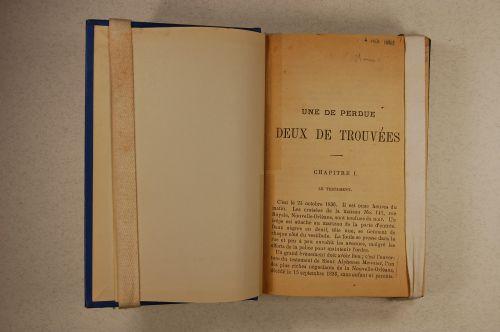 UNE DE PERDUE
DEUX DE TROUVÉES
CHAPITRE I.
LE TESTAMENT.
C'est le 25 octobre 1836. Il est onze heures du
matin. Les croisées de la maison No. 141, rue
Royale, Nouvelle-Orléans, sont tendues de noir. Un
crêpe est attaché au marteau de la porte d'entrée.
Deux nègres en deuil, tête nue, se tiennent de
chaque côté du vestibule. La foule se presse dans la
rue et peu à peu envahit les avenues, malgré les
efforts de la police pour maintenir l'ordre.
Un grand événement doit avoir lieu; c'est l'ouver-
ture du testament de Sieur Alphonse Meunier, l'un
des plus riches négociants de la Nouvelle-Orléans,
décédé le 15 septembre 1836, sans enfant et